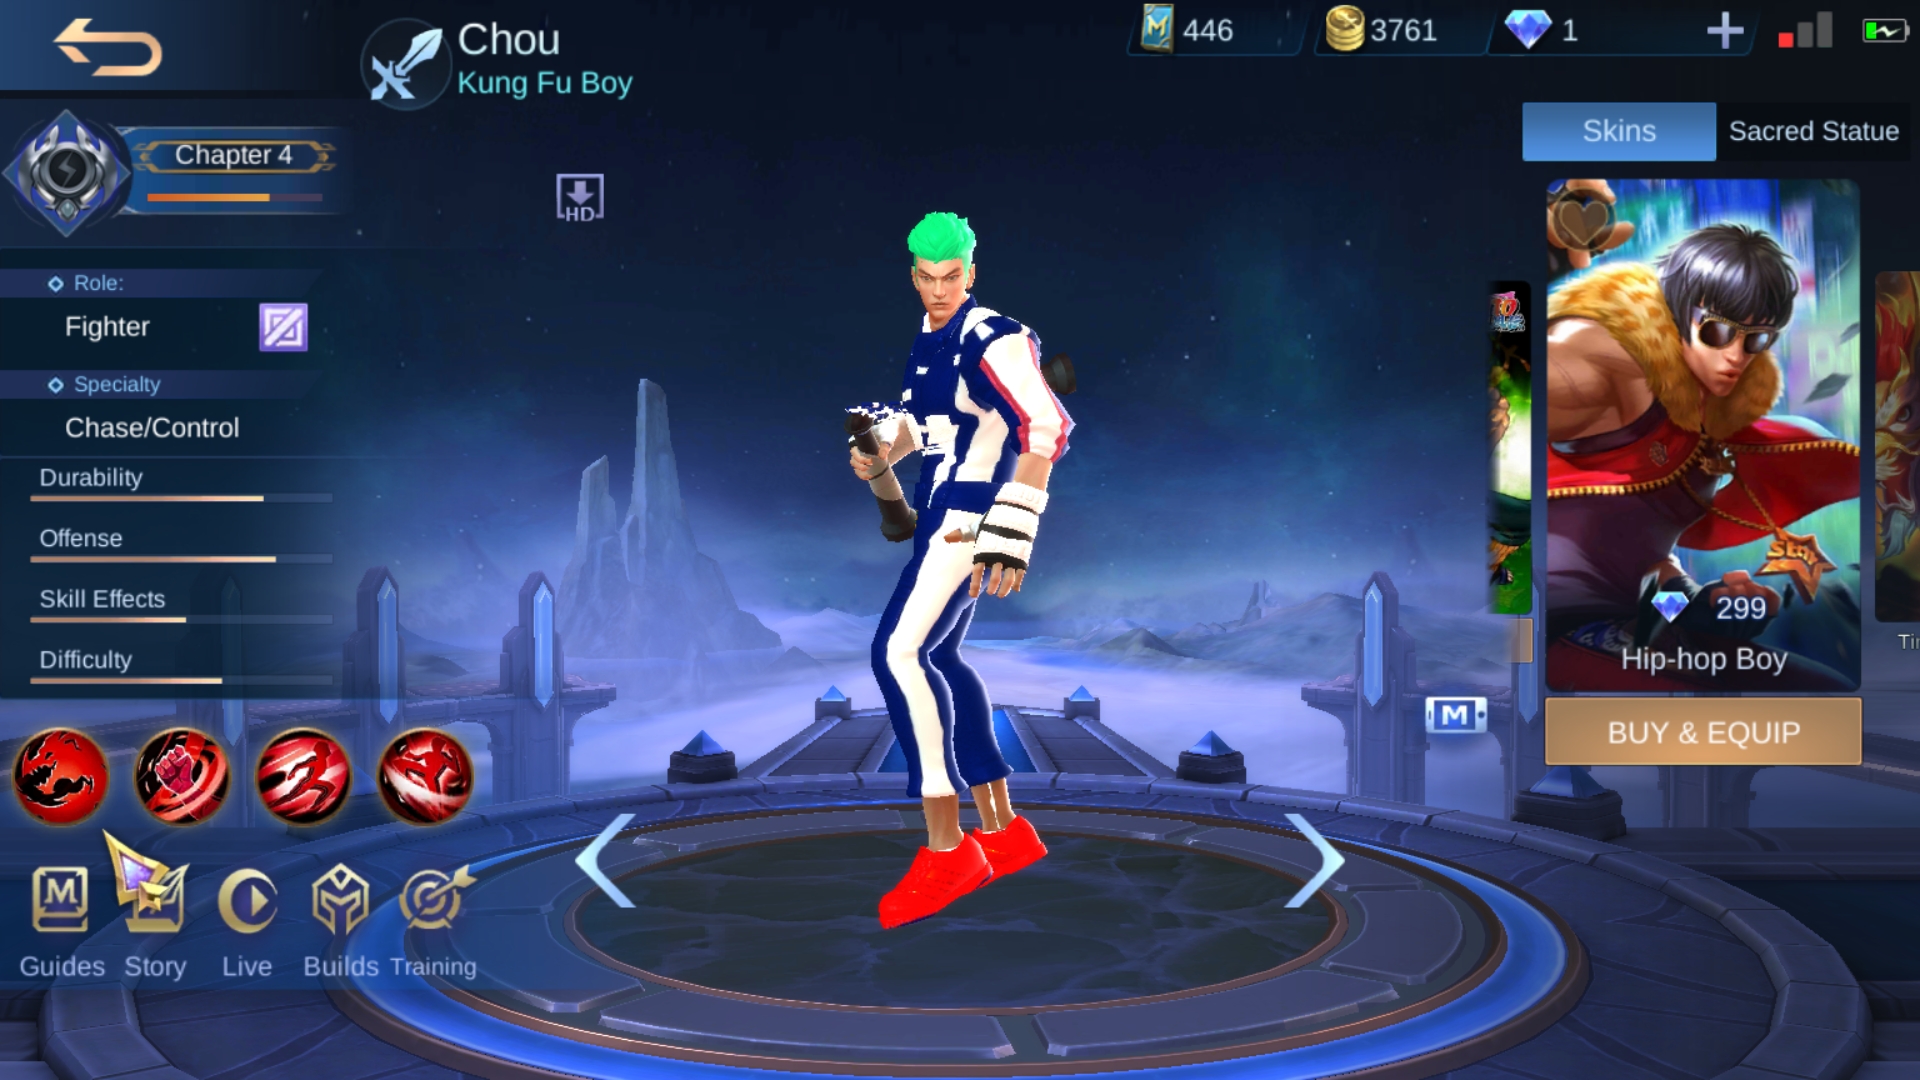 Chou
Kung Fu Boy
446
3761
1
Chapter 4
Skins
Sacred Statue
HD
Role:
Fighter
Specialty
Chase/Control
Durability
Offense
Skill Effects
Difficulty
299
Hip-hop Boy
M
BUY & EQUIP
M
Guides
Story
Live
Builds
Training